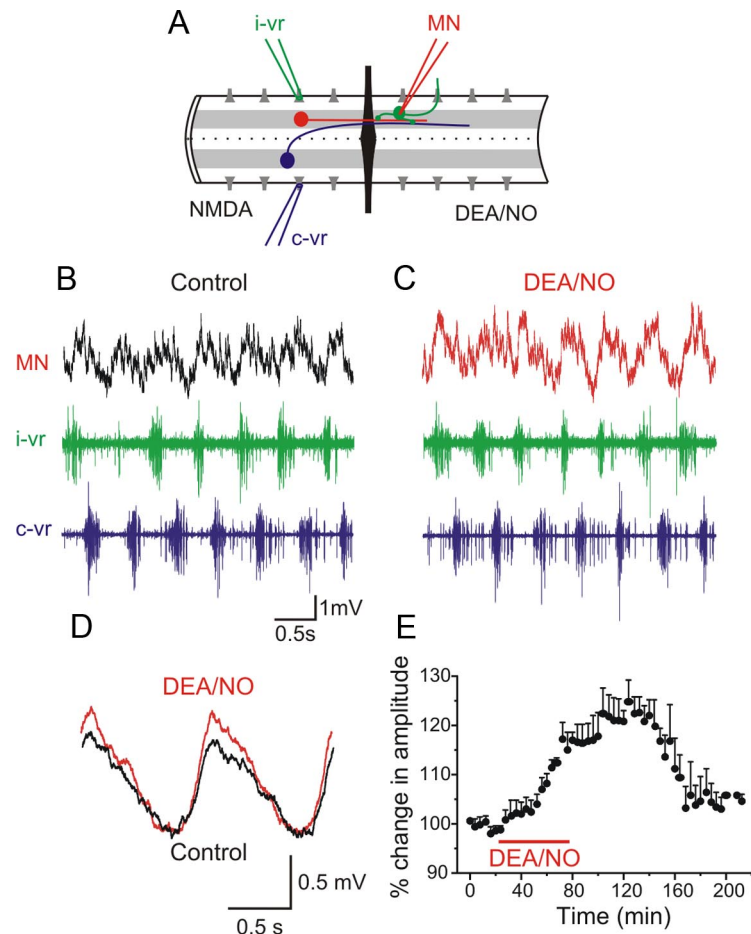 A
i-vr
MN
NMDA
DEA/NO
c-vr
B
Control
C
DEA/NO
MN
i-vr
c-vr
1mV
0.5s
D
DEA/NO
Control
0.5 mV
0.5 s
E
% change in amplitude
130
120
110
100
90
DEA/NO
0 40 80 120 160 200
Time (min)